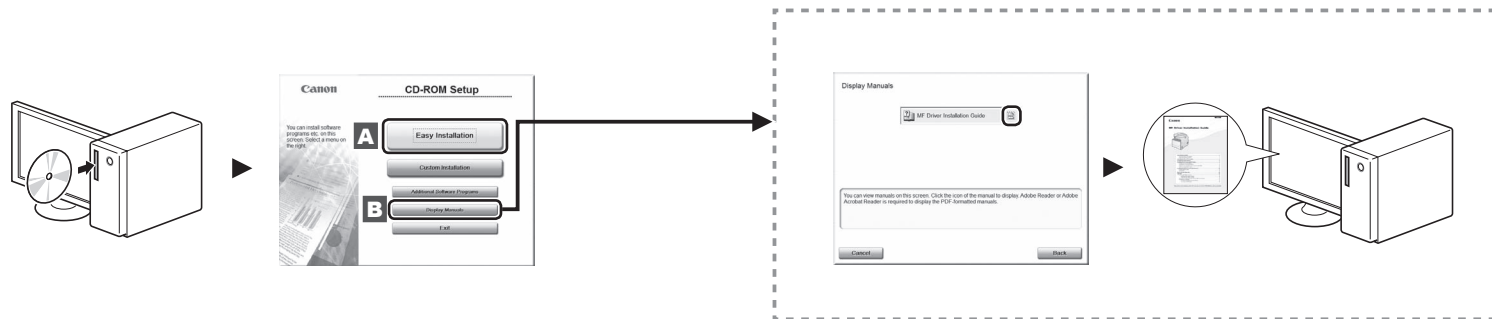 Canon
CD-ROM Setup
You can install software
programs etc. on this
screen. Select a menu on
the right.
A
Easy Installation
Custom Installation
Additional Software Programs
B
Display Manuals
Exit
Display Manuals
MF Driver Installation Guide
You can view manuals on this screen. Click the icon of the manual to display. Adobe Reader or Adobe
Acrobat Reader is required to display the PDF-formatted manuals.
Cancel
Back
Canon
MF Driver Installation Guide